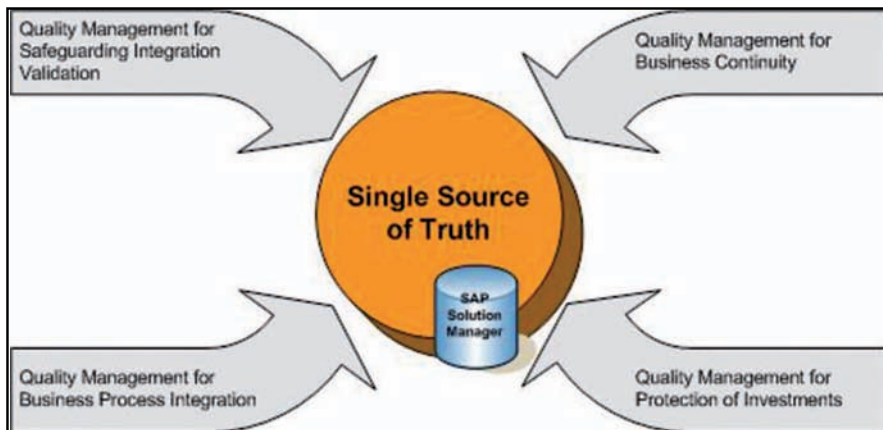 Quality Management for
Safeguarding Integration
Validation
Quality Management for
Business Continuity
Single Source
of Truth
SAP
Solution
Manager
Quality Management for
Business Process Integration
Quality Management for
Protection of Investments